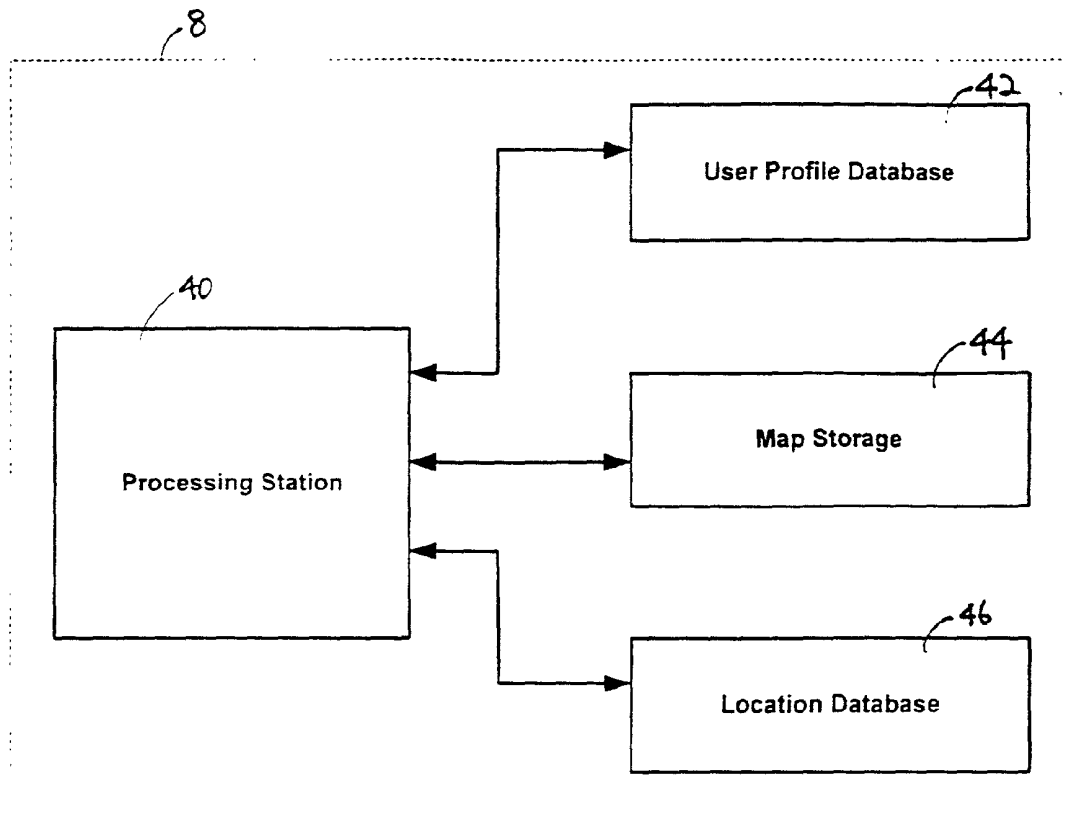 8
42
User Profile Database
40
44
Map Storage
Processing Station
46
Location Database